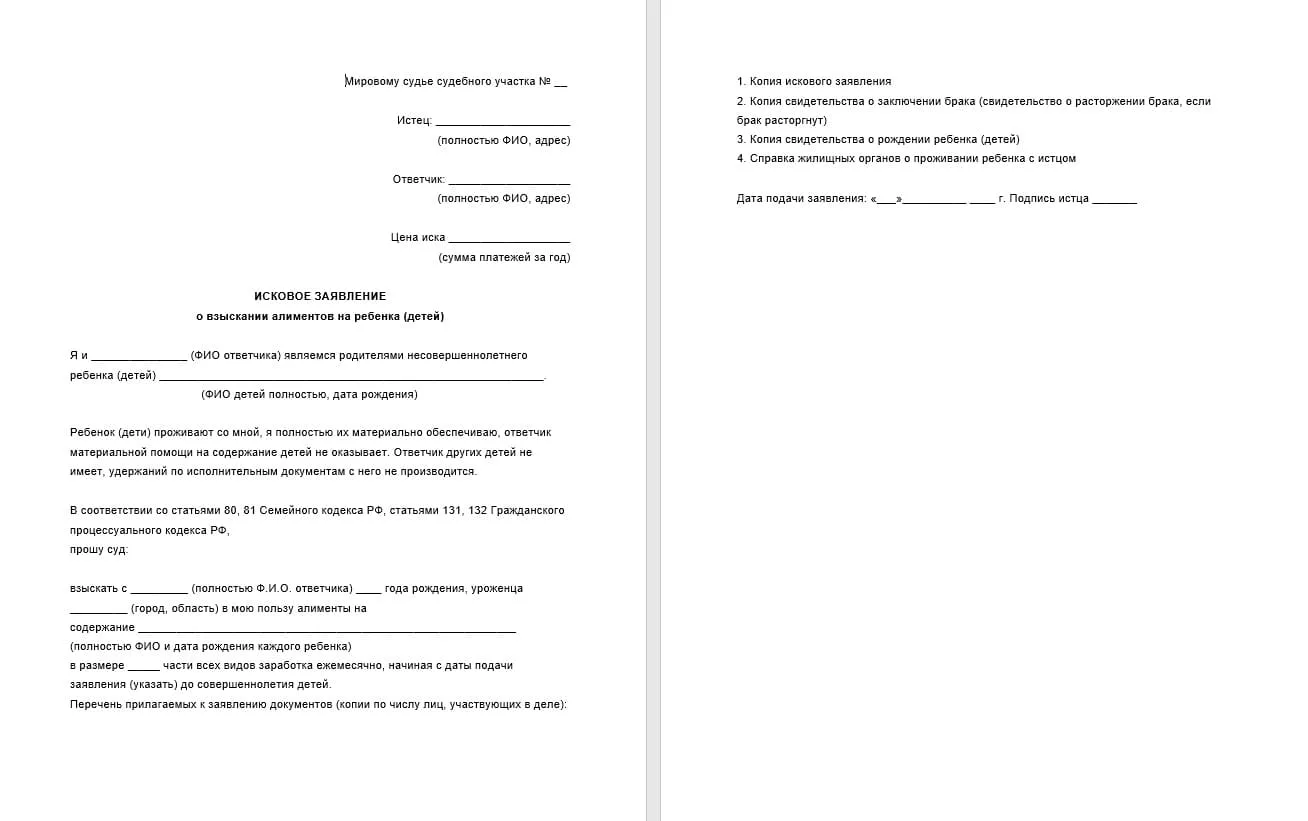 Мировому судье судебного участка № __
Истец: _____________________
(полностью ФИО, адрес)
Ответчик: ___________________
(полностью ФИО, адрес)
Цена иска ___________________
(сумма платежей за год)
ИСКОВОЕ ЗАЯВЛЕНИЕ
о взыскании алиментов на ребенка (детей)
Я и _______________ (ФИО ответчика) являемся родителями несовершеннолетнего
ребенка (детей) ____________________________________________________________.
(ФИО детей полностью, дата рождения)
Ребенок (дети) проживают со мной, я полностью их материально обеспечиваю, ответчик
материальной помощи на содержание детей не оказывает. Ответчик других детей не
имеет, удержаний по исполнительным документам с него не производится.
В соответствии со статьями 80, 81 Семейного кодекса РФ, статьями 131, 132 Гражданского
процессуального кодекса РФ,
прошу суд:
взыскать с _________ (полностью Ф.И.О. ответчика) ____ года рождения, уроженца
_________ (город, область) в мою пользу алименты на
содержание ___________________________________________________________
(полностью ФИО и дата рождения каждого ребенка)
в размере _____ части всех видов заработка ежемесячно, начиная с даты подачи
заявления (указать) до совершеннолетия детей.
Перечень прилагаемых к заявлению документов (копии по числу лиц, участвующих в деле):
1. Копия искового заявления
2. Копия свидетельства о заключении брака (свидетельство о расторжении брака, если
брак расторгнут)
3. Копия свидетельства о рождении ребенка (детей)
4. Справка жилищных органов о проживании ребенка с истцом
Дата подачи заявления: «___»__________ ____ г. Подпись истца _______